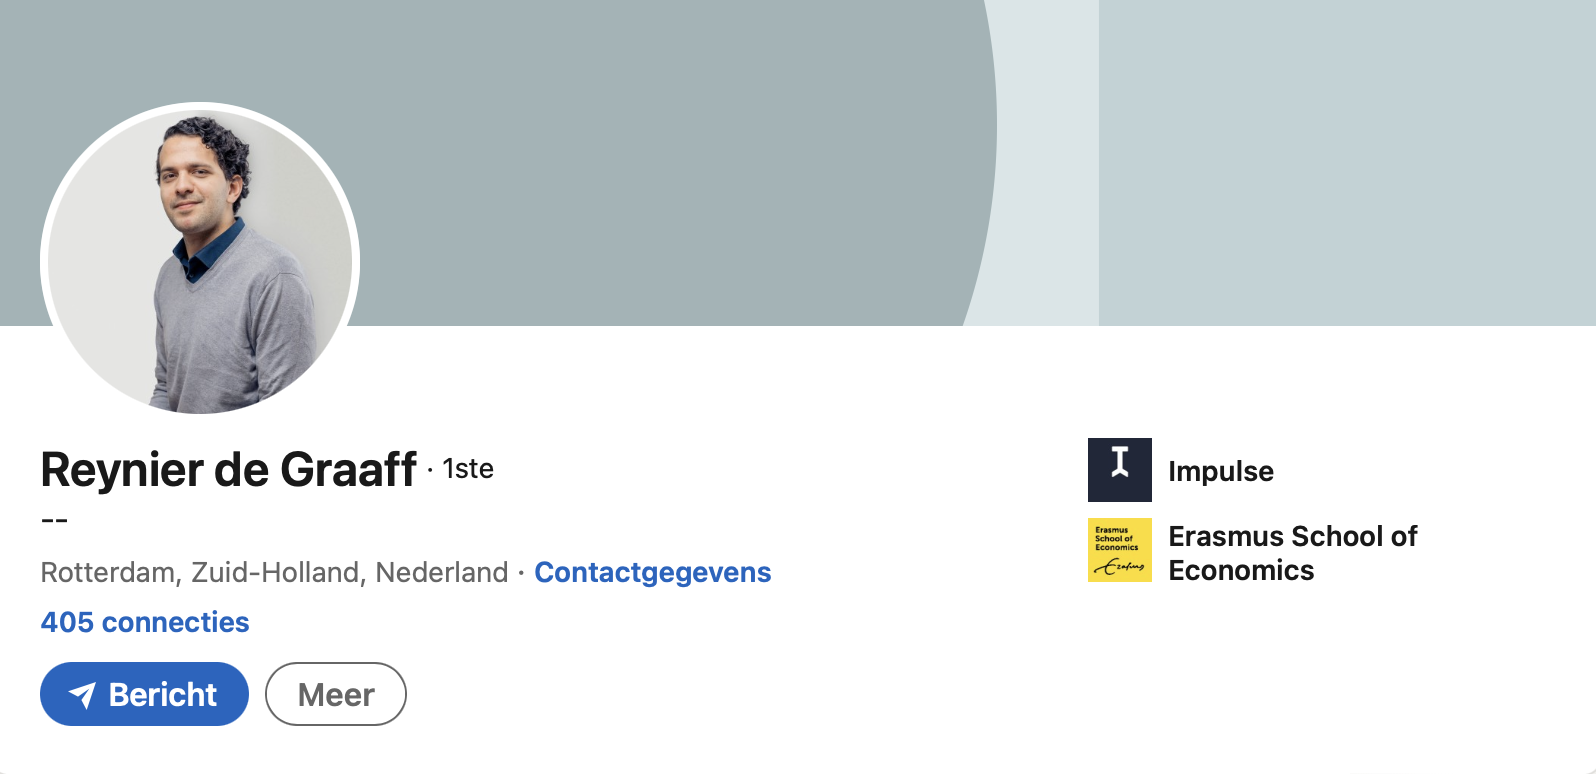 Reynier de Graaff · 1ste
--
Rotterdam, Zuid-Holland, Nederland · Contactgegevens
405 connecties
Bericht
Meer
I
Impulse
Erasmus
School of
Economics
Erasmus
Erasmus School of
Economics